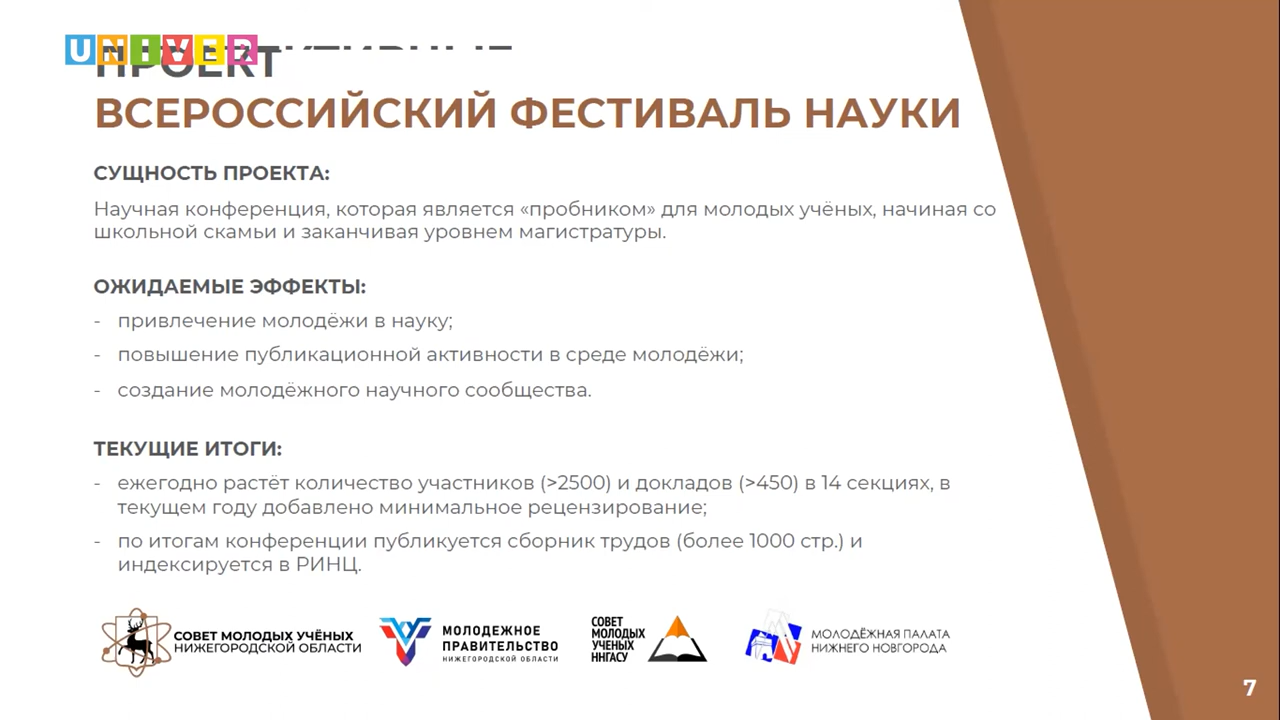 UNIVER
ПРОЕКТ
ВСЕРОССИЙСКИЙ ФЕСТИВАЛЬ НАУКИ
СУЩНОСТЬ ПРОЕКТА:
Научная конференция, которая является «пробником» для молодых учёных, начиная со
школьной скамьи и заканчивая уровнем магистратуры.
ОЖИДАЕМЫЕ ЭФФЕКТЫ:
- привлечение молодёжи в науку;
- повышение публикационной активности в среде молодёжи;
- создание молодёжного научного сообщества.
ТЕКУЩИЕ ИТОГИ:
- ежегодно растёт количество участников (>2500) и докладов (>450) в 14 секциях, в
текущем году добавлено минимальное рецензирование;
- по итогам конференции публикуется сборник трудов (более 1000 стр.) и
индексируется в РИНЦ.
СОВЕТ МОЛОДЫХ УЧЁНЫХ
НИЖЕГОРОДСКОЙ ОБЛАСТИ
МОЛОДЕЖНОЕ
ПРАВИТЕЛЬСТВО
НИЖЕГОРОДСКОЙ ОБЛАСТИ
СОВЕТ
МОЛОДЫХ
УЧЕНЫХ
ННГАСУ
МОЛОДЁЖНАЯ ПАЛАТА
НИЖНЕГО НОВГОРОДА
7